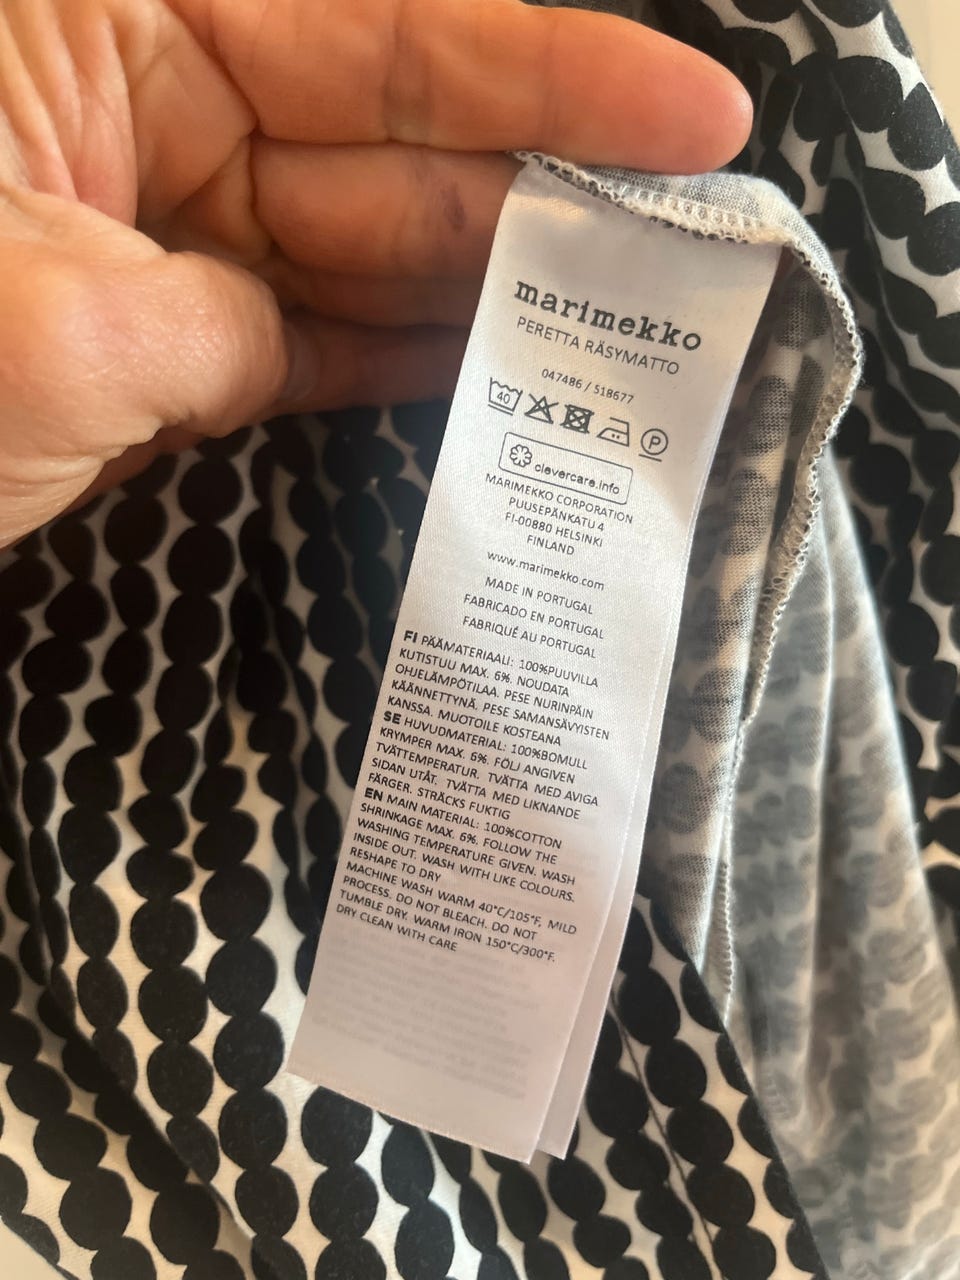 marimekko
PERETTA RÄSYMATTO
047486 / 518677
40 P
clevercare.info
MARIMEKKO CORPORATION
PUUSEPÄNKATU 4
FI-00880 HELSINKI
FINLAND
www.marimekko.com
MADE IN PORTUGAL
FABRICADO EN PORTUGAL
FABRIQUÉ AU PORTUGAL
FI PÄÄMATERIAALI: 100%PUUVILLA
KUTISTUU MAX. 6%. NOUDATA
OHJELÄMPÖTILAA. PESE NURINPÄIN
KÄÄNNETTYNÄ. PESE SAMANSÄVYISTEN
KANSSA. MUOTOILE KOSTEANA
SE HUVUDMATERIAL: 100%BOMULL
KRYMPER MAX. 6%. FÖLJ ANGIVEN
TVÄTTEMPERATUR. TVÄTTA MED AVIGA
SIDAN UTÅT. TVÄTTA MED LIKNANDE
FÄRGER. STRÄCKS FUKTIG
EN MAIN MATERIAL: 100%COTTON
SHRINKAGE MAX. 6%. FOLLOW THE
WASHING TEMPERATURE GIVEN. WASH
INSIDE OUT. WASH WITH LIKE COLOURS.
RESHAPE TO DRY
MACHINE WASH WARM 40°C/105°F, MILD
PROCESS. DO NOT BLEACH. DO NOT
TUMBLE DRY. WARM IRON 150°C/300°F.
DRY CLEAN WITH CARE